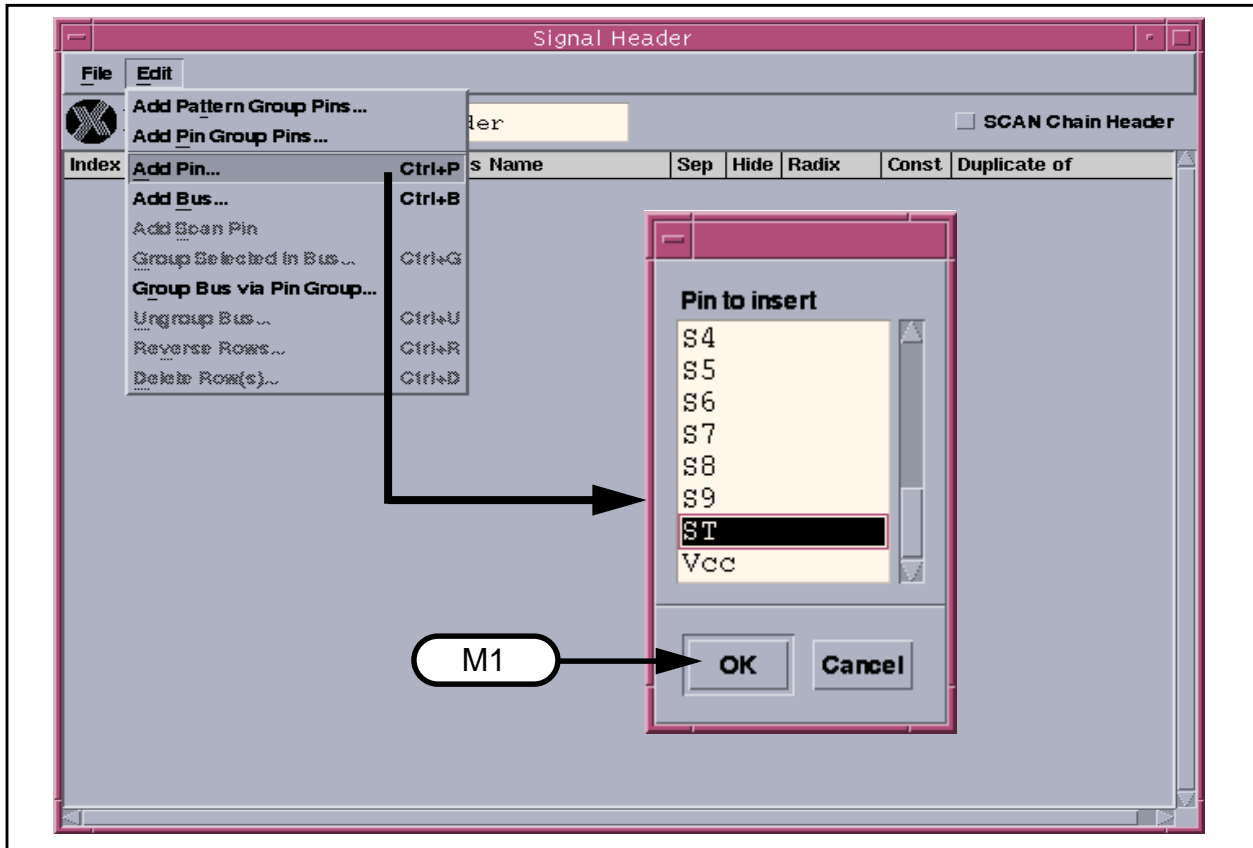 Signal Header
File Edit
Add Pattern Group Pins...
Add Pin Group Pins...
der
SCAN Chain Header
Index
s Name Sep Hide Radix Const Duplicate of
Add Pin... Ctrl+P
Add Bus... Ctrl+B
Add Scan Pin
Group Selected in Bus... Ctrl+G
Group Bus via Pin Group...
Ungroup Bus... Ctrl+U
Reverse Rows... Ctrl+R
Delete Row(s)... Ctrl+D
Pin to insert
S4
S5
S6
S7
S8
S9
ST
Vcc
M1
OK Cancel